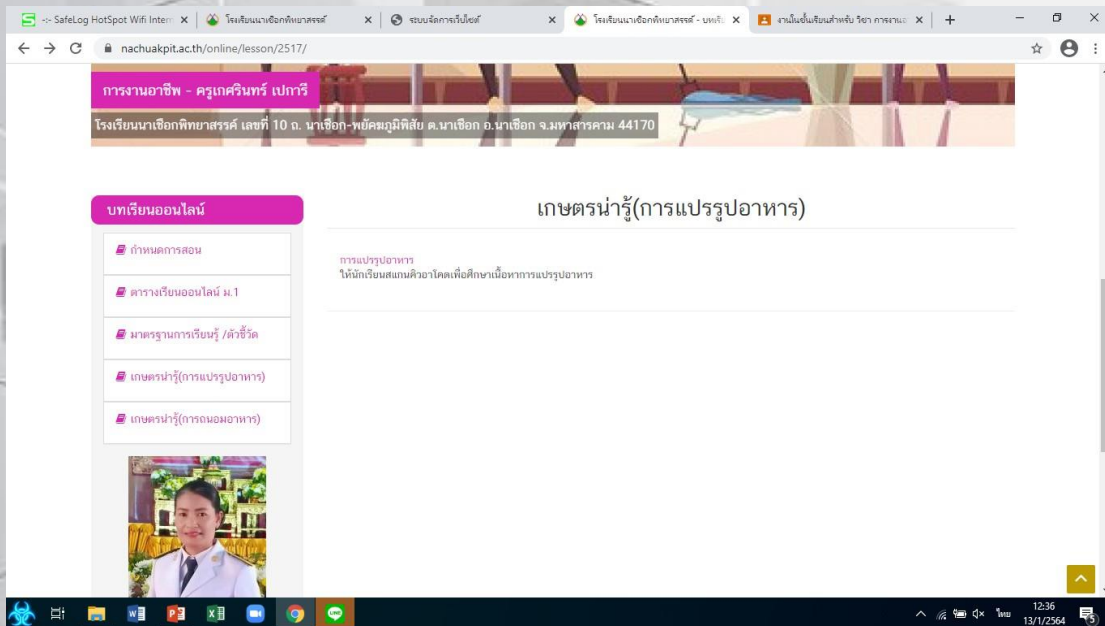 -:- SafeLog HotSpot Wifi Intern
โรงเรียนนาเชือกพิทยาสรรค์
ระบบจัดการเว็บไซต์
โรงเรียนนาเชือกพิทยาสรรค์ - บทเรี
งานในชั้นเรียนสำหรับ วิชา การงานอ
nachuakpit.ac.th/online/lesson/2517/
การงานอาชีพ - ครูเกศรินทร์ เปการี
โรงเรียนนาเชือกพิทยาสรรค์ เลขที่ 10 ถ. นาเชือก-พยัคฆภูมิพิสัย ต.นาเชือก อ.นาเชือก จ.มหาสารคาม 44170
บทเรียนออนไลน์
กำหนดการสอน
ตารางเรียนออนไลน์ ม.1
มาตรฐานการเรียนรู้ /ตัวชี้วัด
เกษตรน่ารู้(การแปรรูปอาหาร)
เกษตรน่ารู้(การถนอมอาหาร)
เกษตรน่ารู้(การแปรรูปอาหาร)
การแปรรูปอาหาร
ให้นักเรียนสแกนคิวอาโคดเพื่อศึกษาเนื้อหาการแปรรูปอาหาร
LINE
ไทย
12:36
13/1/2564
5